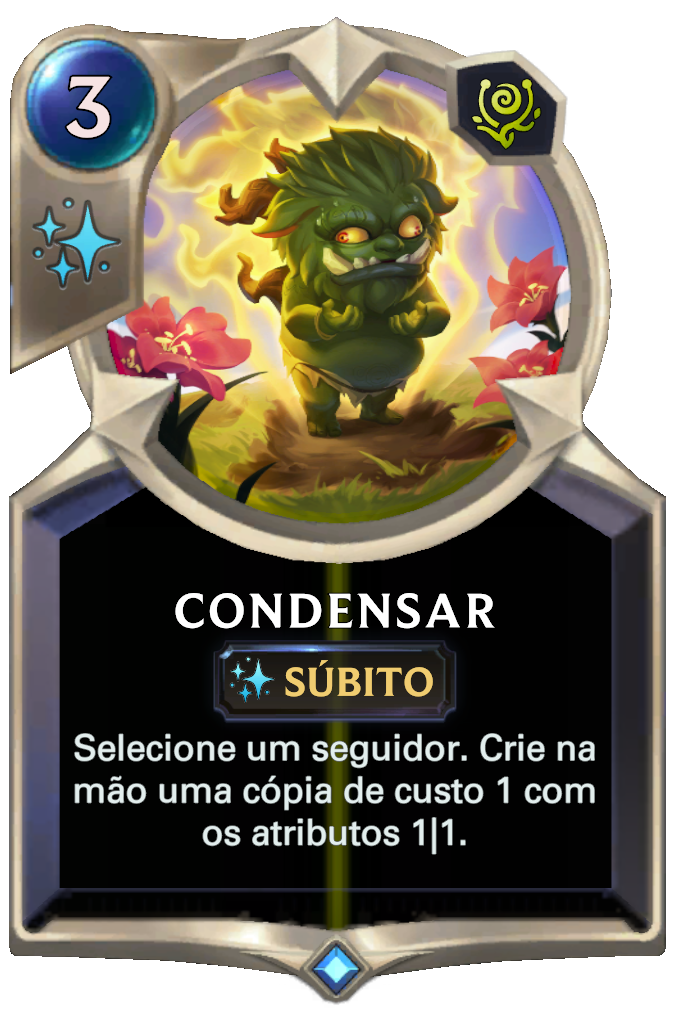 3
CONDENSAR
SÚBITO
Selecione um seguidor. Crie na
mão uma cópia de custo 1 com
os atributos 1|1.